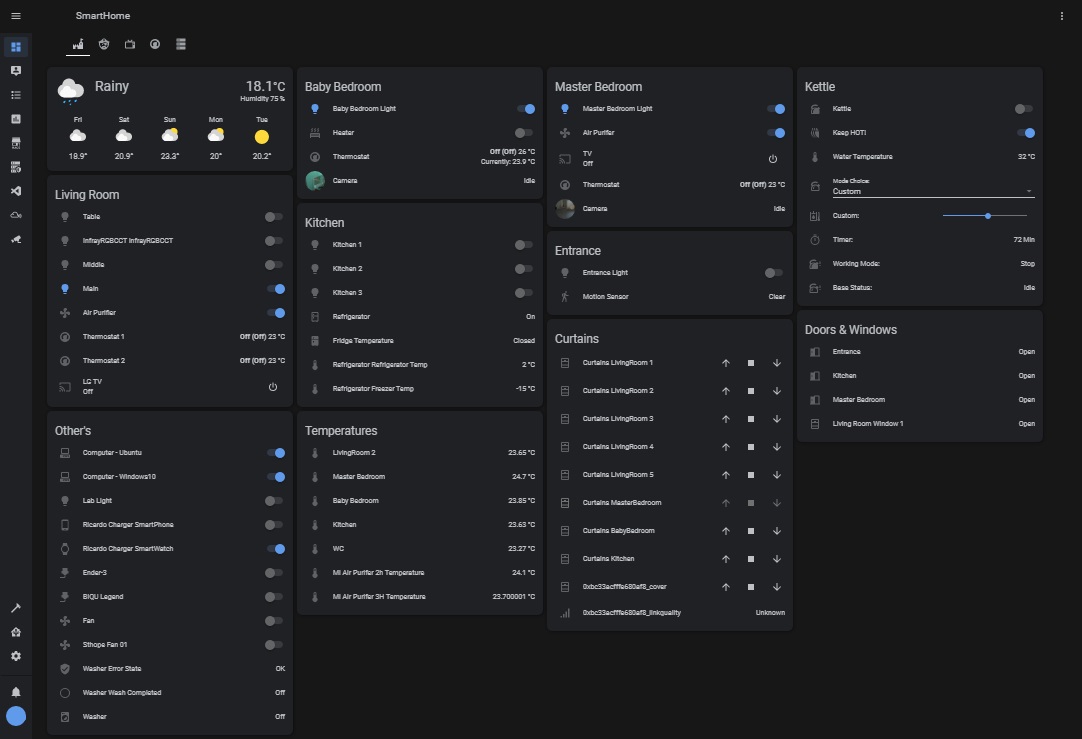 SmartHome
Rainy
18.1°C
Humidity 75 %
Fri Sat Sun Mon Tue
18.9° 20.9° 23.3° 20° 20.2°
Living Room
Table
InfrayRGBCCT InfrayRGBCCT
Middle
Main
Air Purifier
Thermostat 1 Off (Off) 23 °C
Thermostat 2 Off (Off) 23 °C
LG TV
Off
Other's
Computer - Ubuntu
Computer - Windows10
Lab Light
Ricardo Charger SmartPhone
Ricardo Charger SmartWatch
Ender-3
BIQU Legend
Fan
Sthope Fan 01
Washer Error State OK
Washer Wash Completed Off
Washer Off
Baby Bedroom
Baby Bedroom Light
Heater
Thermostat Off (Off) 26 °C
Currently: 23.9 °C
Camera Idle
Kitchen
Kitchen 1
Kitchen 2
Kitchen 3
Refrigerator On
Fridge Temperature Closed
Refrigerator Refrigerator Temp 2 °C
Refrigerator Freezer Temp -15 °C
Temperatures
LivingRoom 2 23.65 °C
Master Bedroom 24.7 °C
Baby Bedroom 23.85 °C
Kitchen 23.63 °C
WC 23.27 °C
MI Air Purifer 2h Temperature 24.1 °C
MI Air Purifer 3H Temperature 23.700001 °C
Master Bedroom
Master Bedroom Light
Air Purifer
TV
Off
Thermostat Off (Off) 23 °C
Camera Idle
Entrance
Entrance Light
Motion Sensor Clear
Curtains
Curtains LivingRoom 1
Curtains LivingRoom 2
Curtains LivingRoom 3
Curtains LivingRoom 4
Curtains LivingRoom 5
Curtains MasterBedroom
Curtains BabyBedroom
Curtains Kitchen
0xbc33acfffe680af8_cover
0xbc33acfffe680af8_linkquality Unknown
Kettle
Kettle
Keep HOT!
Water Temperature 32 °C
Mode Choice:
Custom
Custom:
Timer: 72 Min
Working Mode: Stop
Base Status: Idle
Doors & Windows
Entrance Open
Kitchen Open
Master Bedroom Open
Living Room Window 1 Open